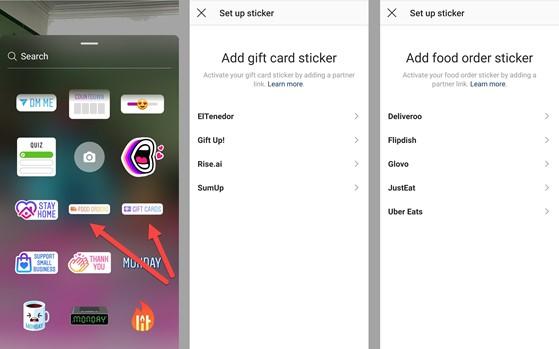 Search
DM ME
COUNTDOWN
QUIZ
STAY
HOME
FOOD ORDERS
GIFT CARDS
SUPPORT
SMALL
BUSINESS
THANK
YOU
MONDAY
MONDAY
MONDAY
Set up sticker
Add gift card sticker
Activate your gift card sticker by adding a partner
link. Learn more.
ElTenedor
Gift Up!
Rise.ai
SumUp
Set up sticker
Add food order sticker
Activate your food order sticker by adding a
partner link. Learn more.
Deliveroo
Flipdish
Glovo
JustEat
Uber Eats